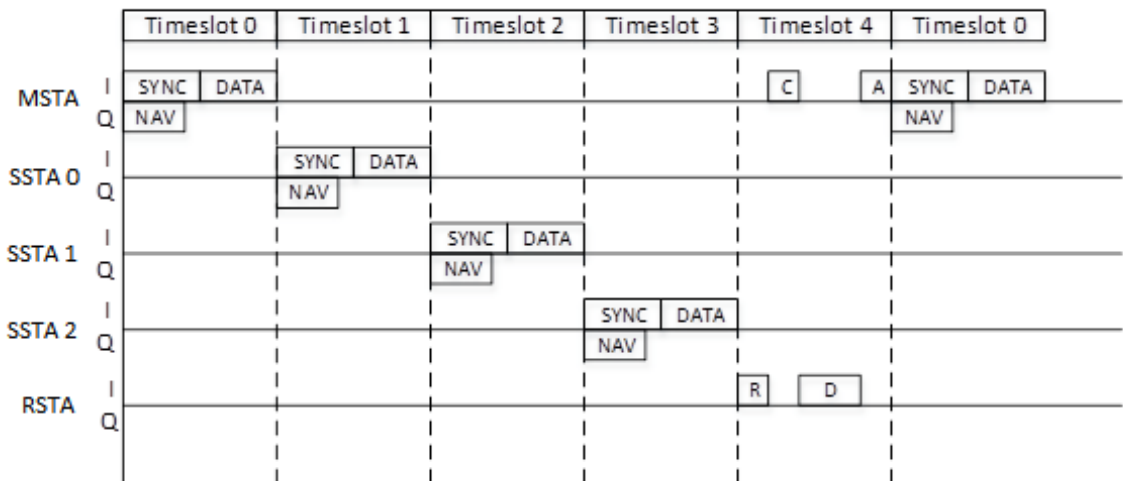 Timeslot 0 Timeslot 1 Timeslot 2 Timeslot 3 Timeslot 4 Timeslot 0
MSTA I SYNC DATA C A SYNC DATA
Q NAV NAV
SSTA 0 I SYNC DATA
Q NAV
SSTA 1 I SYNC DATA
Q NAV
SSTA 2 I SYNC DATA
Q NAV
RSTA I R D
Q